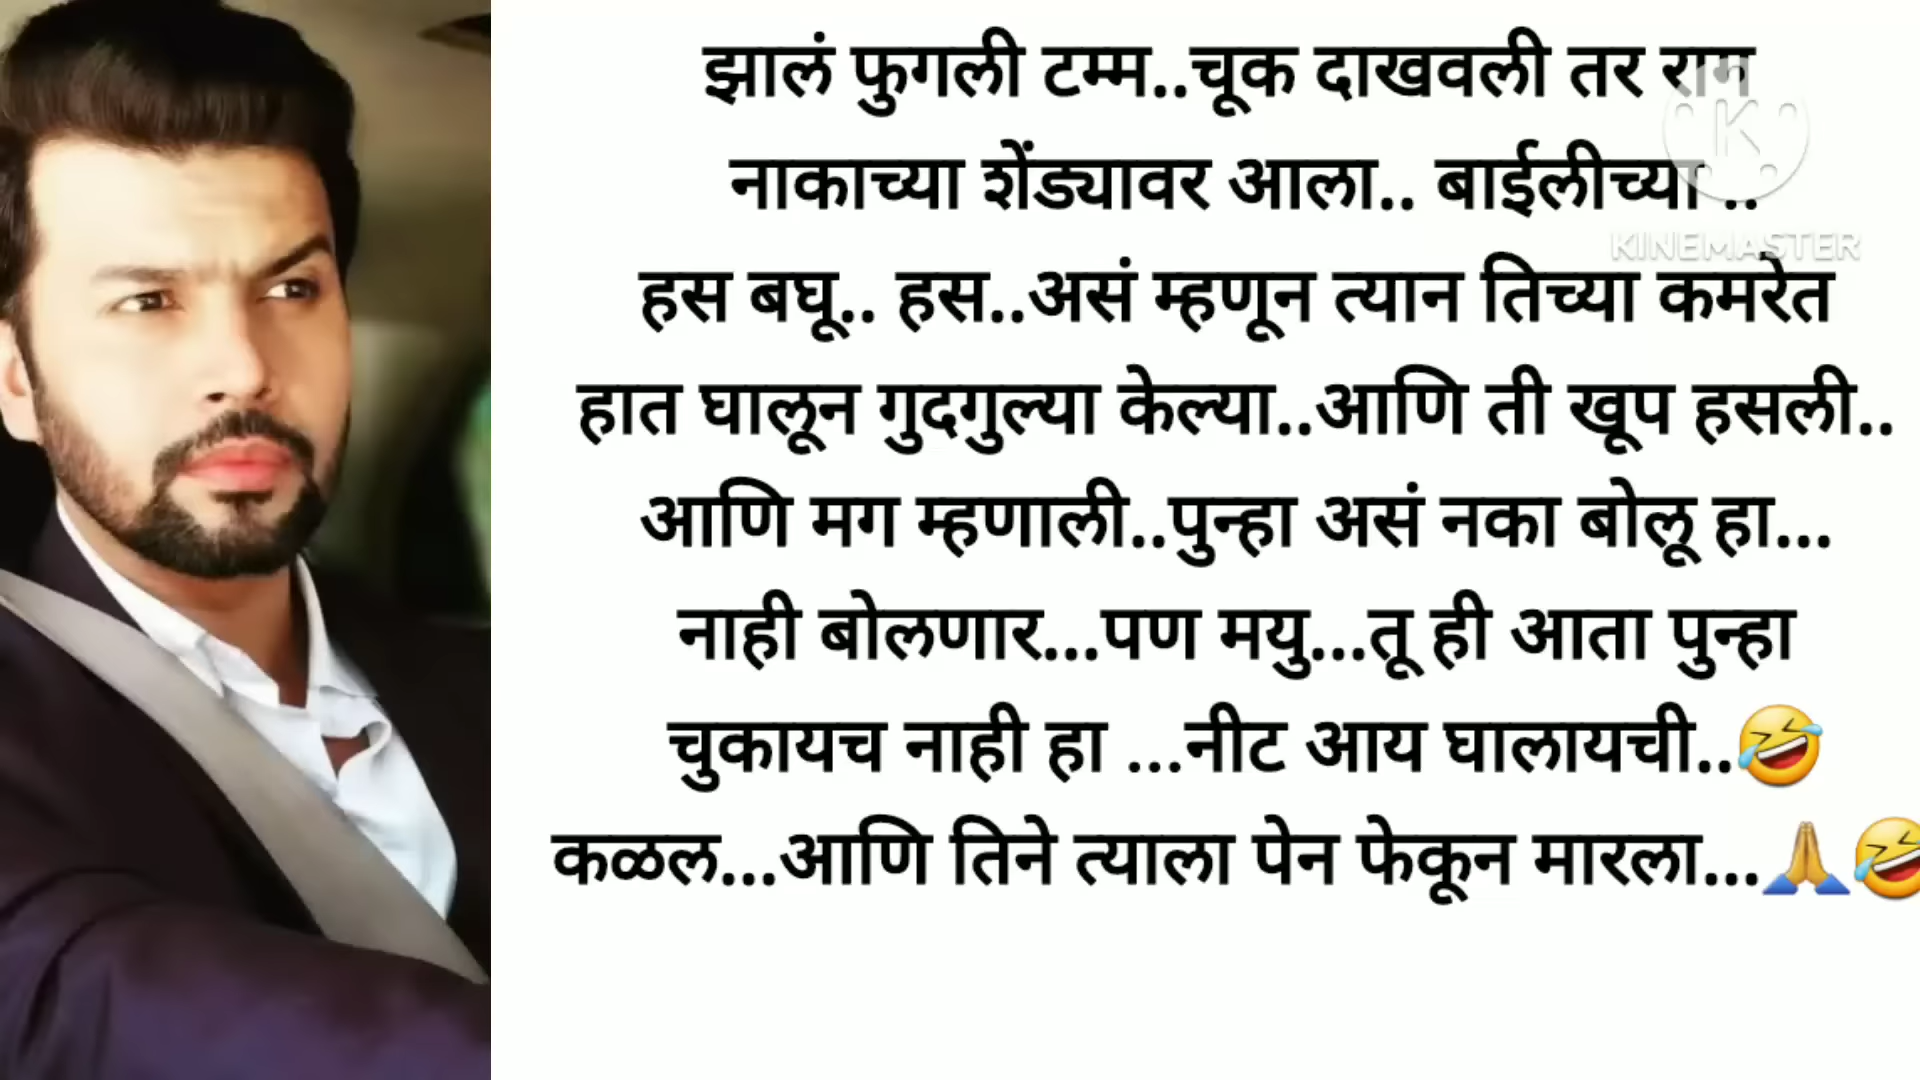 झालं फुगली टम्म..चूक दाखवली तर राग
नाकाच्या शेंड्यावर आला.. बाईलीच्या ..
हस बघू.. हस..असं म्हणून त्यान तिच्या कमरेत
हात घालून गुदगुल्या केल्या..आणि ती खूप हसली..
आणि मग म्हणाली..पुन्हा असं नका बोलू हा...
नाही बोलणार...पण मयु...तू ही आता पुन्हा
चुकायच नाही हा ...नीट आय घालायची..🤣
कळल...आणि तिने त्याला पेन फेकून मारला...🙏🤣
K
KINEMASTER